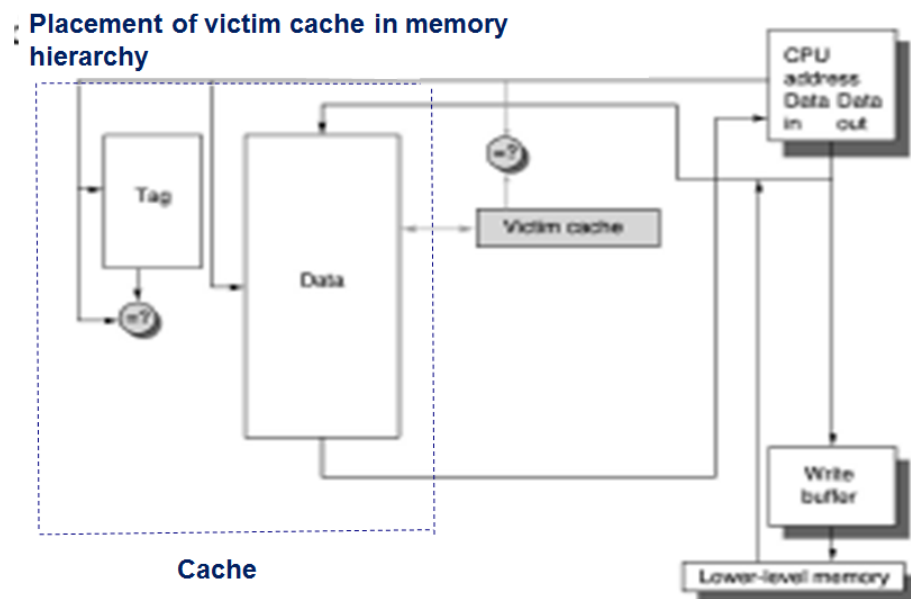 Placement of victim cache in memory
hierarchy
CPU
address
Data Data
in out
=?
Tag
Victim cache
Data
=?
Write
buffer
Cache
Lower-level memory